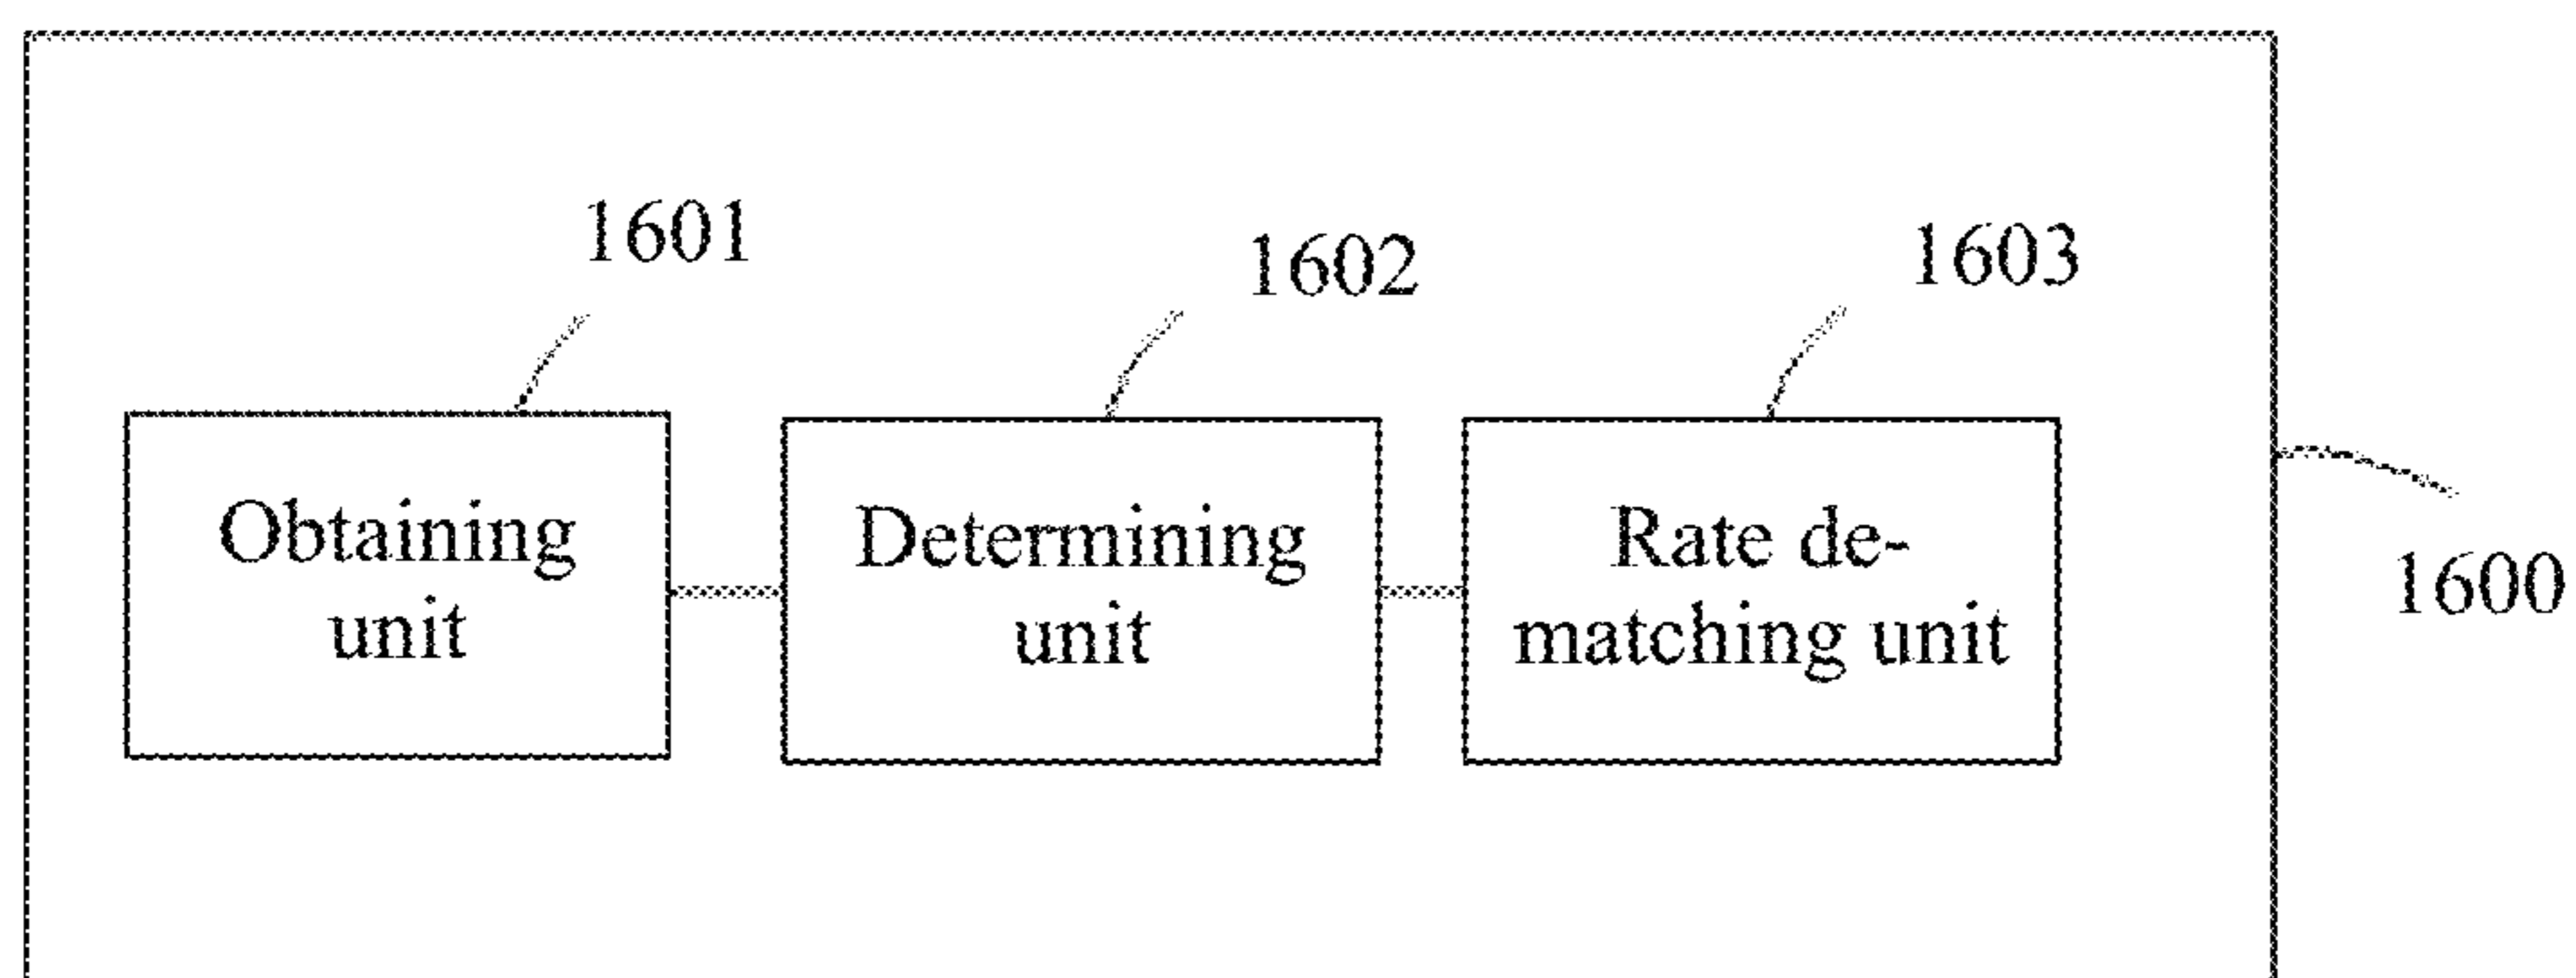 1601
1602
1603
Obtaining
unit
Determining
unit
Rate de-
matching unit
1600